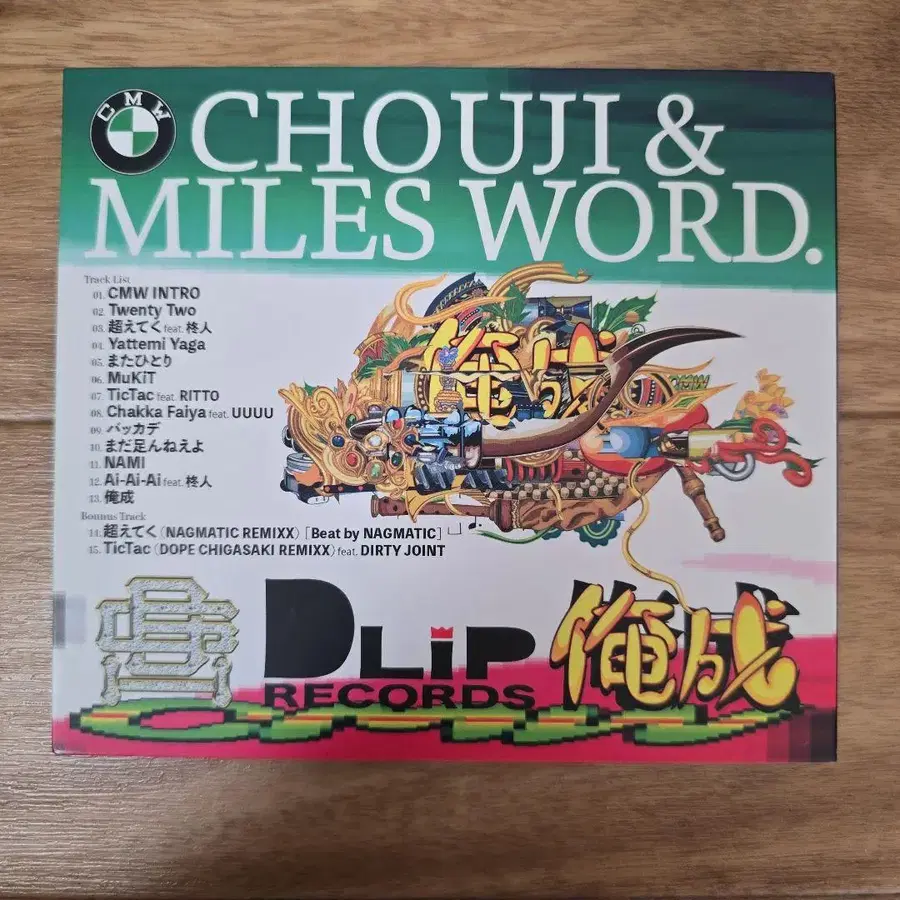 CMW
CHOUJI &
MILES WORD.
Track List
01. CMW INTRO
02. Twenty Two
03. 超えてく feat. 柊人
04. Yattemi Yaga
05. またひとり
06. MuKiT
07. TicTac feat. RITTO
08. Chakka Faiya feat. UUUU
09. バッカデ
10. まだ足んねえよ
11. NAMI
12. Ai-Ai-Ai feat. 柊人
13. 俺成
Bounus Track
14. 超えてく (NAGMATIC REMIXX) [Beat by NAGMATIC]
15. TicTac (DOPE CHIGASAKI REMIXX) feat. DIRTY JOINT
俺成
CMW
DLiP
RECORDS
俺成